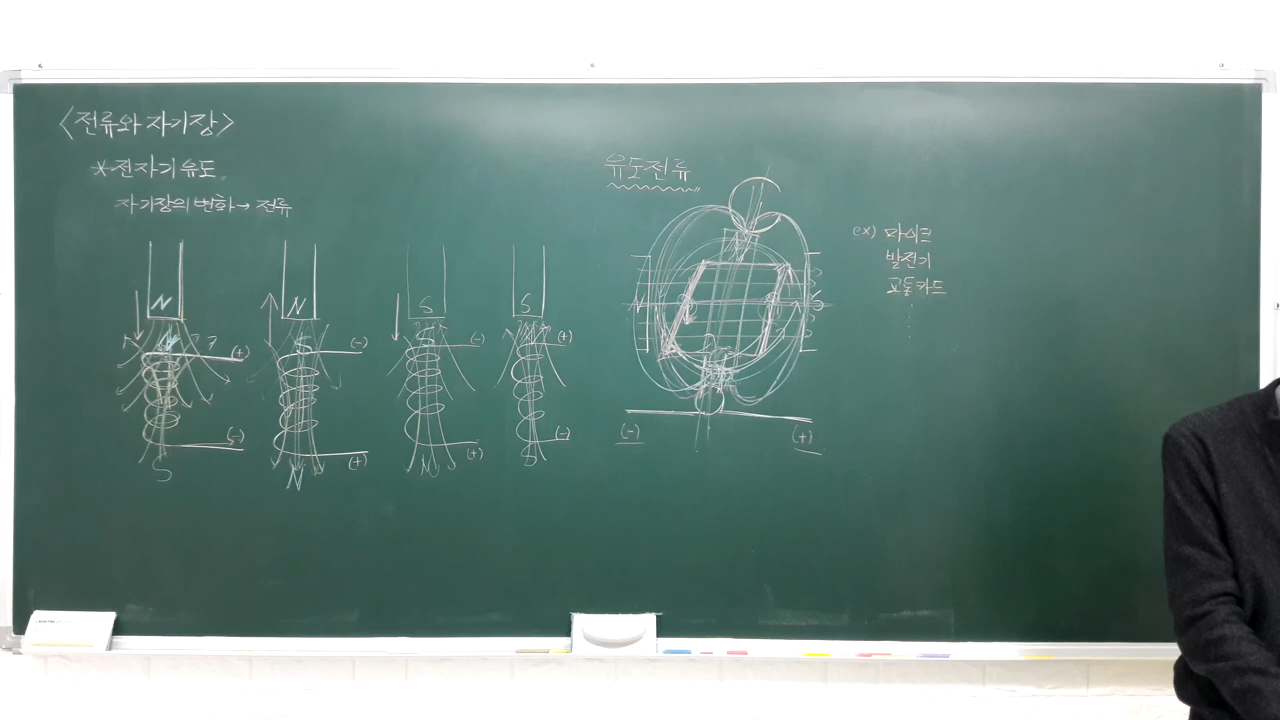 <전류와 자기장>
*전자기 유도
자기장의 변화→ 전류
N
N
S
S
N
S
S
S
(+)
(-)
(-)
(+)
(-)
(+)
(+)
(-)
S
N
N
S
유도전류
N
S
(-)
(+)
ex) 마이크
발전기
교통카드